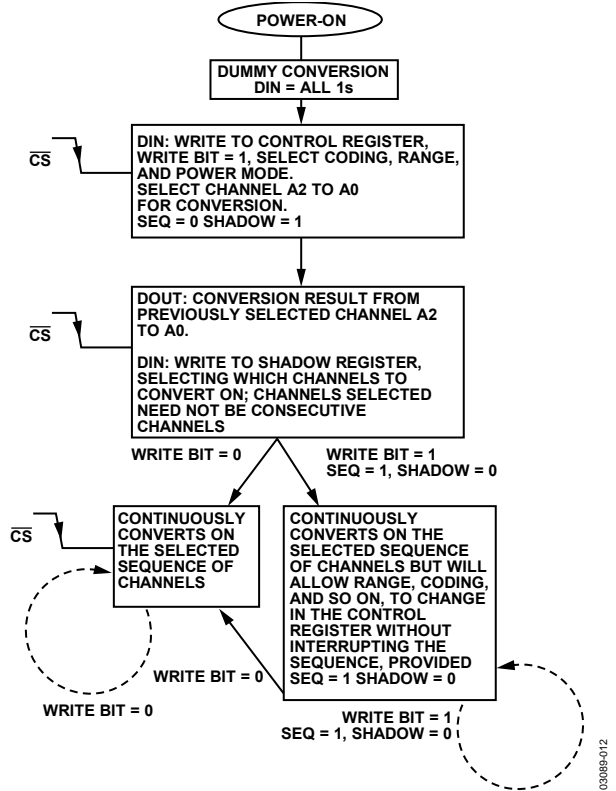 POWER-ON
DUMMY CONVERSION
DIN = ALL 1s
CS
DIN: WRITE TO CONTROL REGISTER,
WRITE BIT = 1, SELECT CODING, RANGE,
AND POWER MODE.
SELECT CHANNEL A2 TO A0
FOR CONVERSION.
SEQ = 0 SHADOW = 1
CS
DOUT: CONVERSION RESULT FROM
PREVIOUSLY SELECTED CHANNEL A2
TO A0.
DIN: WRITE TO SHADOW REGISTER,
SELECTING WHICH CHANNELS TO
CONVERT ON; CHANNELS SELECTED
NEED NOT BE CONSECUTIVE
CHANNELS
WRITE BIT = 0
WRITE BIT = 1
SEQ = 1, SHADOW = 0
CS
CONTINUOUSLY
CONVERTS ON
THE SELECTED
SEQUENCE OF
CHANNELS
CONTINUOUSLY
CONVERTS ON THE
SELECTED SEQUENCE
OF CHANNELS BUT WILL
ALLOW RANGE, CODING,
AND SO ON, TO CHANGE
IN THE CONTROL
REGISTER WITHOUT
INTERRUPTING THE
SEQUENCE, PROVIDED
SEQ = 1 SHADOW = 0
WRITE BIT = 0
WRITE BIT = 0
WRITE BIT = 1
SEQ = 1, SHADOW = 0
03089-012